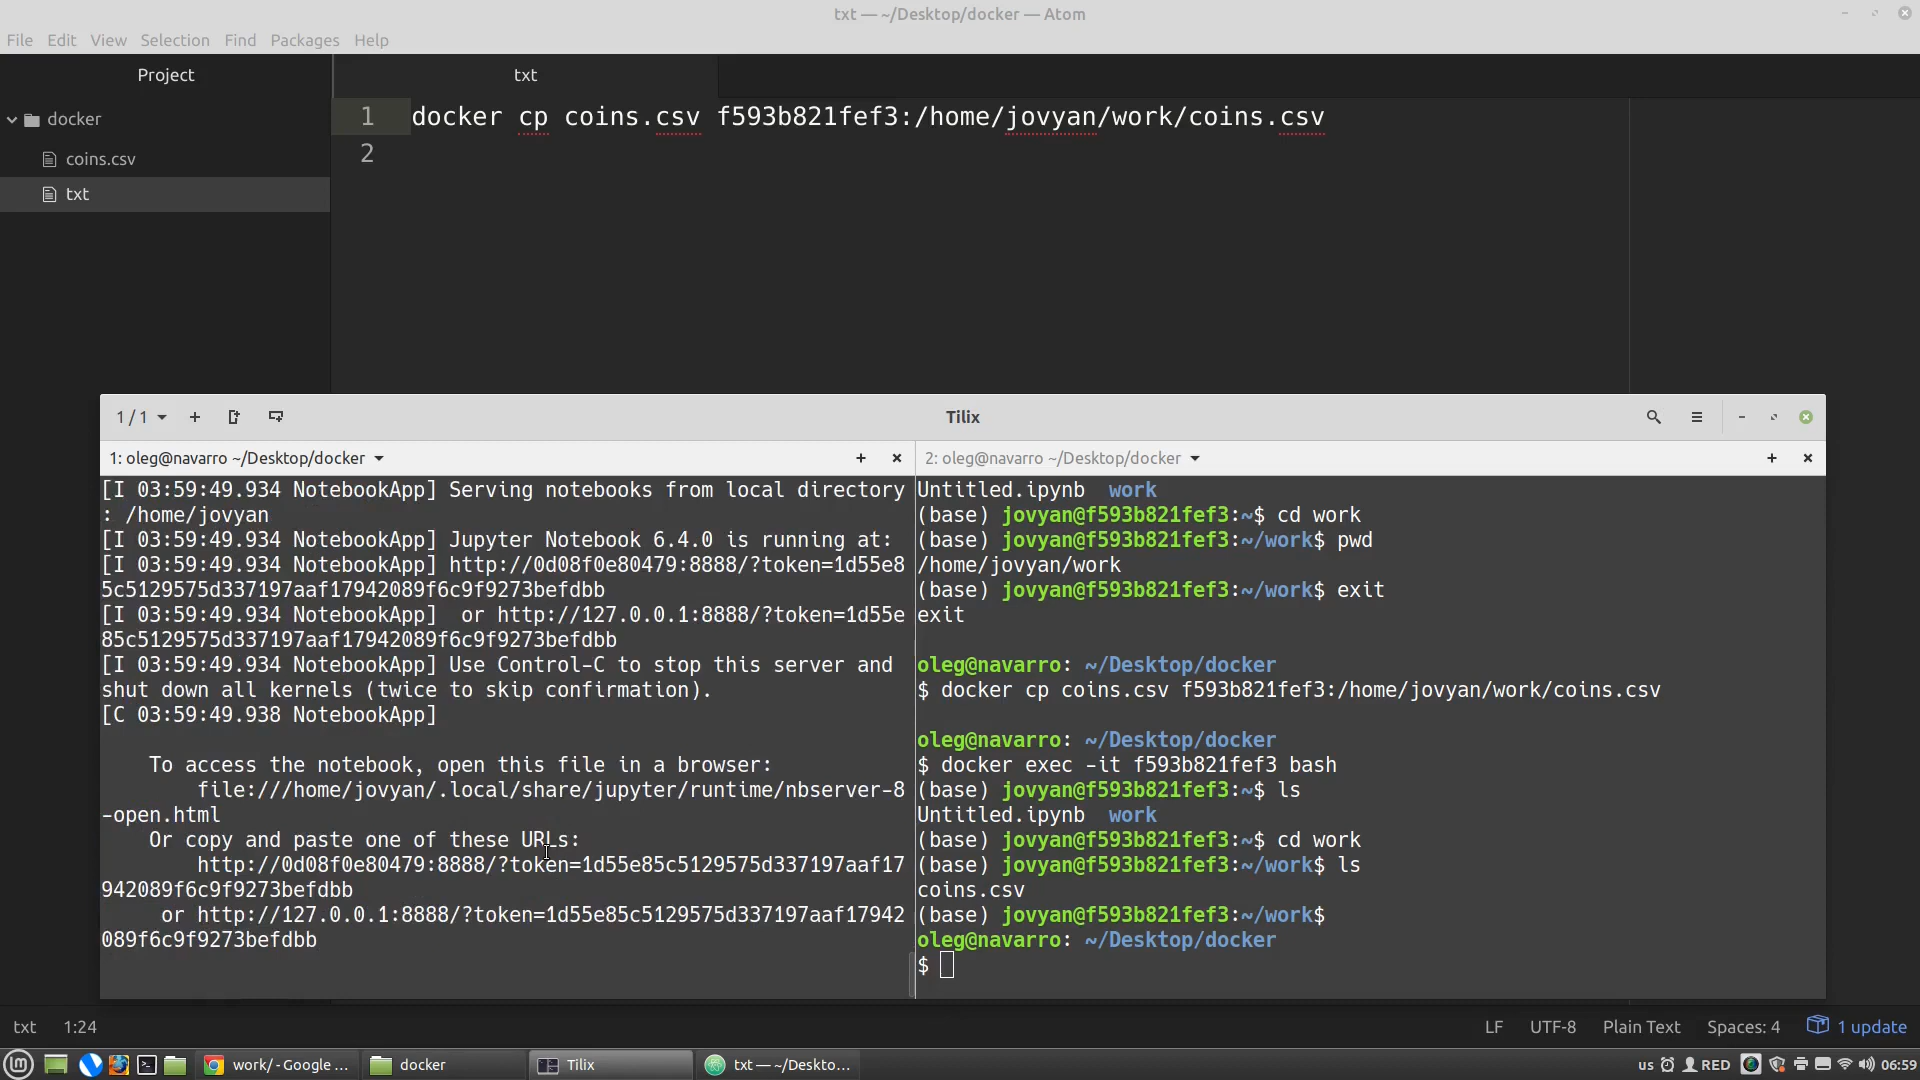 txt — ~/Desktop/docker — Atom
File Edit View Selection Find Packages Help
Project
txt
docker
coins.csv
txt
1 docker cp coins.csv f593b821fef3:/home/jovyan/work/coins.csv
2
1 / 1
Tilix
1: oleg@navarro ~/Desktop/docker
2: oleg@navarro ~/Desktop/docker
[I 03:59:49.934 NotebookApp] Serving notebooks from local directory
: /home/jovyan
[I 03:59:49.934 NotebookApp] Jupyter Notebook 6.4.0 is running at:
[I 03:59:49.934 NotebookApp] http://0d08f0e80479:8888/?token=1d55e8
5c5129575d337197aaf17942089f6c9f9273befdbb
[I 03:59:49.934 NotebookApp]  or http://127.0.0.1:8888/?token=1d55e
85c5129575d337197aaf17942089f6c9f9273befdbb
[I 03:59:49.934 NotebookApp] Use Control-C to stop this server and
shut down all kernels (twice to skip confirmation).
[C 03:59:49.938 NotebookApp]
To access the notebook, open this file in a browser:
file:///home/jovyan/.local/share/jupyter/runtime/nbserver-8
-open.html
Or copy and paste one of these URLs:
http://0d08f0e80479:8888/?token=1d55e85c5129575d337197aaf17
942089f6c9f9273befdbb
or http://127.0.0.1:8888/?token=1d55e85c5129575d337197aaf17942
089f6c9f9273befdbb
Untitled.ipynb  work
(base) jovyan@f593b821fef3:~$ cd work
(base) jovyan@f593b821fef3:~/work$ pwd
/home/jovyan/work
(base) jovyan@f593b821fef3:~/work$ exit
exit
oleg@navarro: ~/Desktop/docker
$ docker cp coins.csv f593b821fef3:/home/jovyan/work/coins.csv
oleg@navarro: ~/Desktop/docker
$ docker exec -it f593b821fef3 bash
(base) jovyan@f593b821fef3:~$ ls
Untitled.ipynb  work
(base) jovyan@f593b821fef3:~$ cd work
(base) jovyan@f593b821fef3:~/work$ ls
coins.csv
(base) jovyan@f593b821fef3:~/work$
oleg@navarro: ~/Desktop/docker
$
txt 1:24 LF UTF-8 Plain Text Spaces: 4 1 update
work/ - Google ... docker Tilix txt — ~/Deskto... us RED 06:59